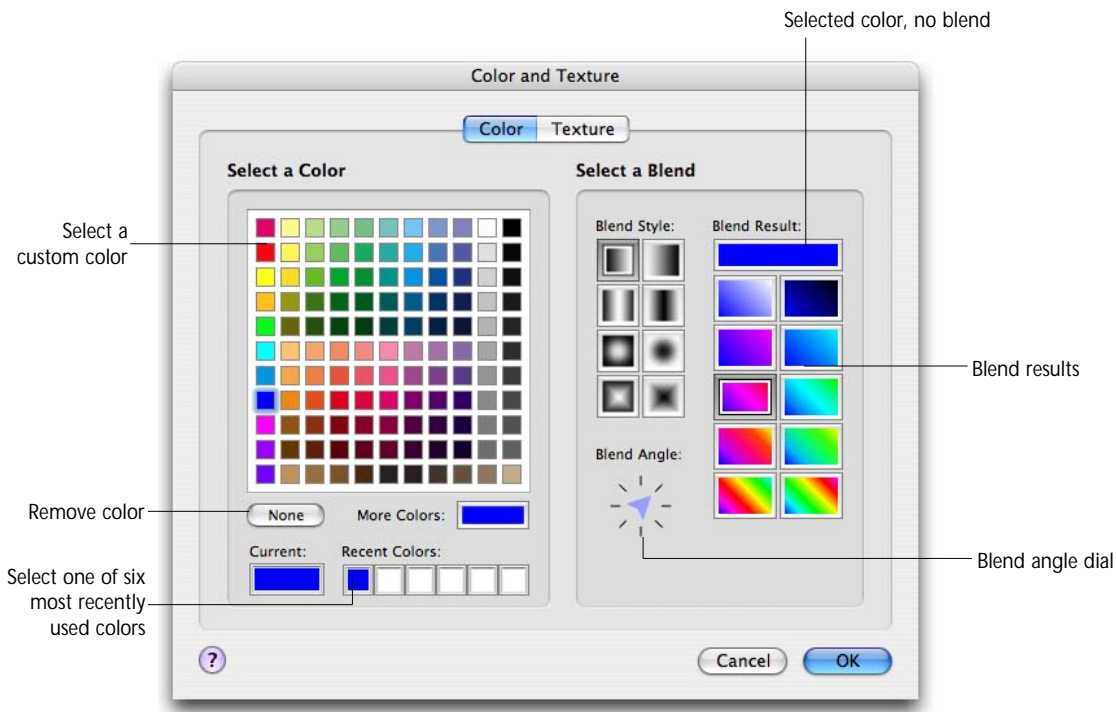 Selected color, no blend
Color and Texture
Color
Texture
Select a Color
Select a Blend
Select a
custom color
Blend Style:
Blend Result:
Blend results
Blend Angle:
Remove color
None
More Colors:
Current:
Recent Colors:
Blend angle dial
Select one of six
most recently
used colors
?
Cancel
OK